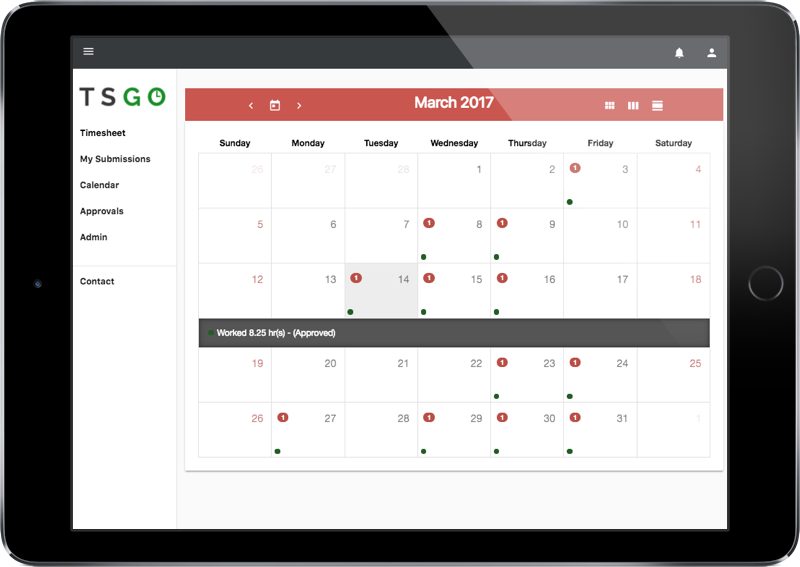 TSGO
Timesheet
My Submissions
Calendar
Approvals
Admin
Contact
March 2017
Sunday Monday Tuesday Wednesday Thursday Friday Saturday
26 27 28 1 2 1 3 4
5 6 7 1 8 1 9 10 11
12 13 1 14 1 15 1 16 17 18
Worked 8.25 hr(s) - (Approved)
19 20 21 22 1 23 1 24 25
26 1 27 28 1 29 1 30 1 31 1